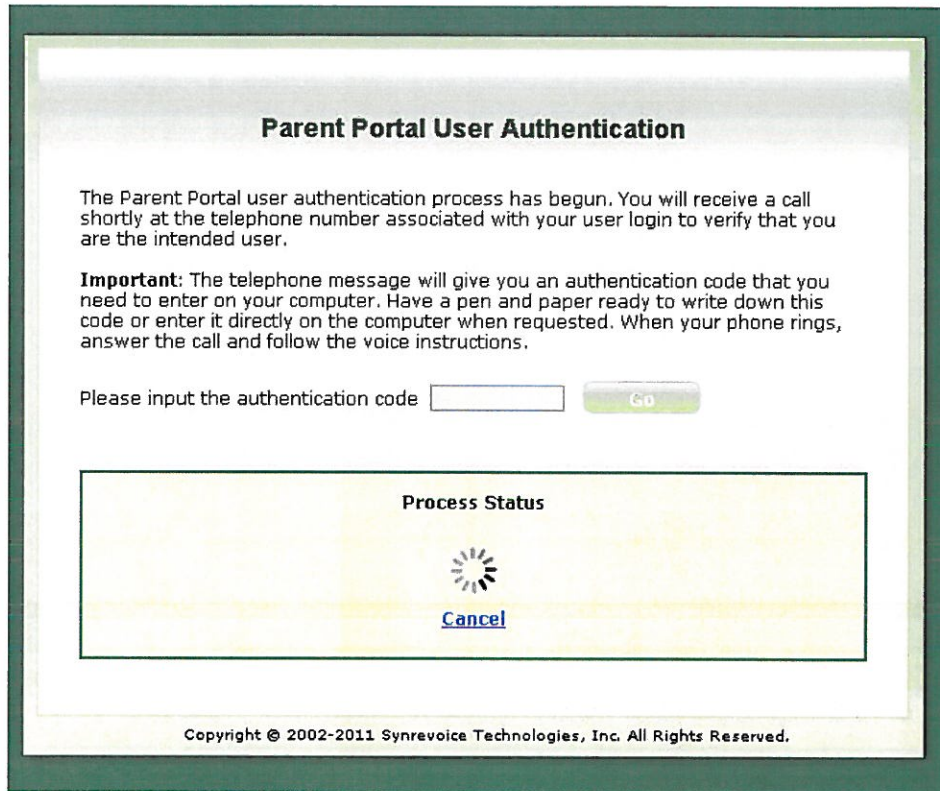 Parent Portal User Authentication
The Parent Portal user authentication process has begun. You will receive a call
shortly at the telephone number associated with your user login to verify that you
are the intended user.
Important: The telephone message will give you an authentication code that you
need to enter on your computer. Have a pen and paper ready to write down this
code or enter it directly on the computer when requested. When your phone rings,
answer the call and follow the voice instructions.
Please input the authentication code Go
Process Status
Cancel
Copyright © 2002-2011 Synrevoice Technologies, Inc. All Rights Reserved.